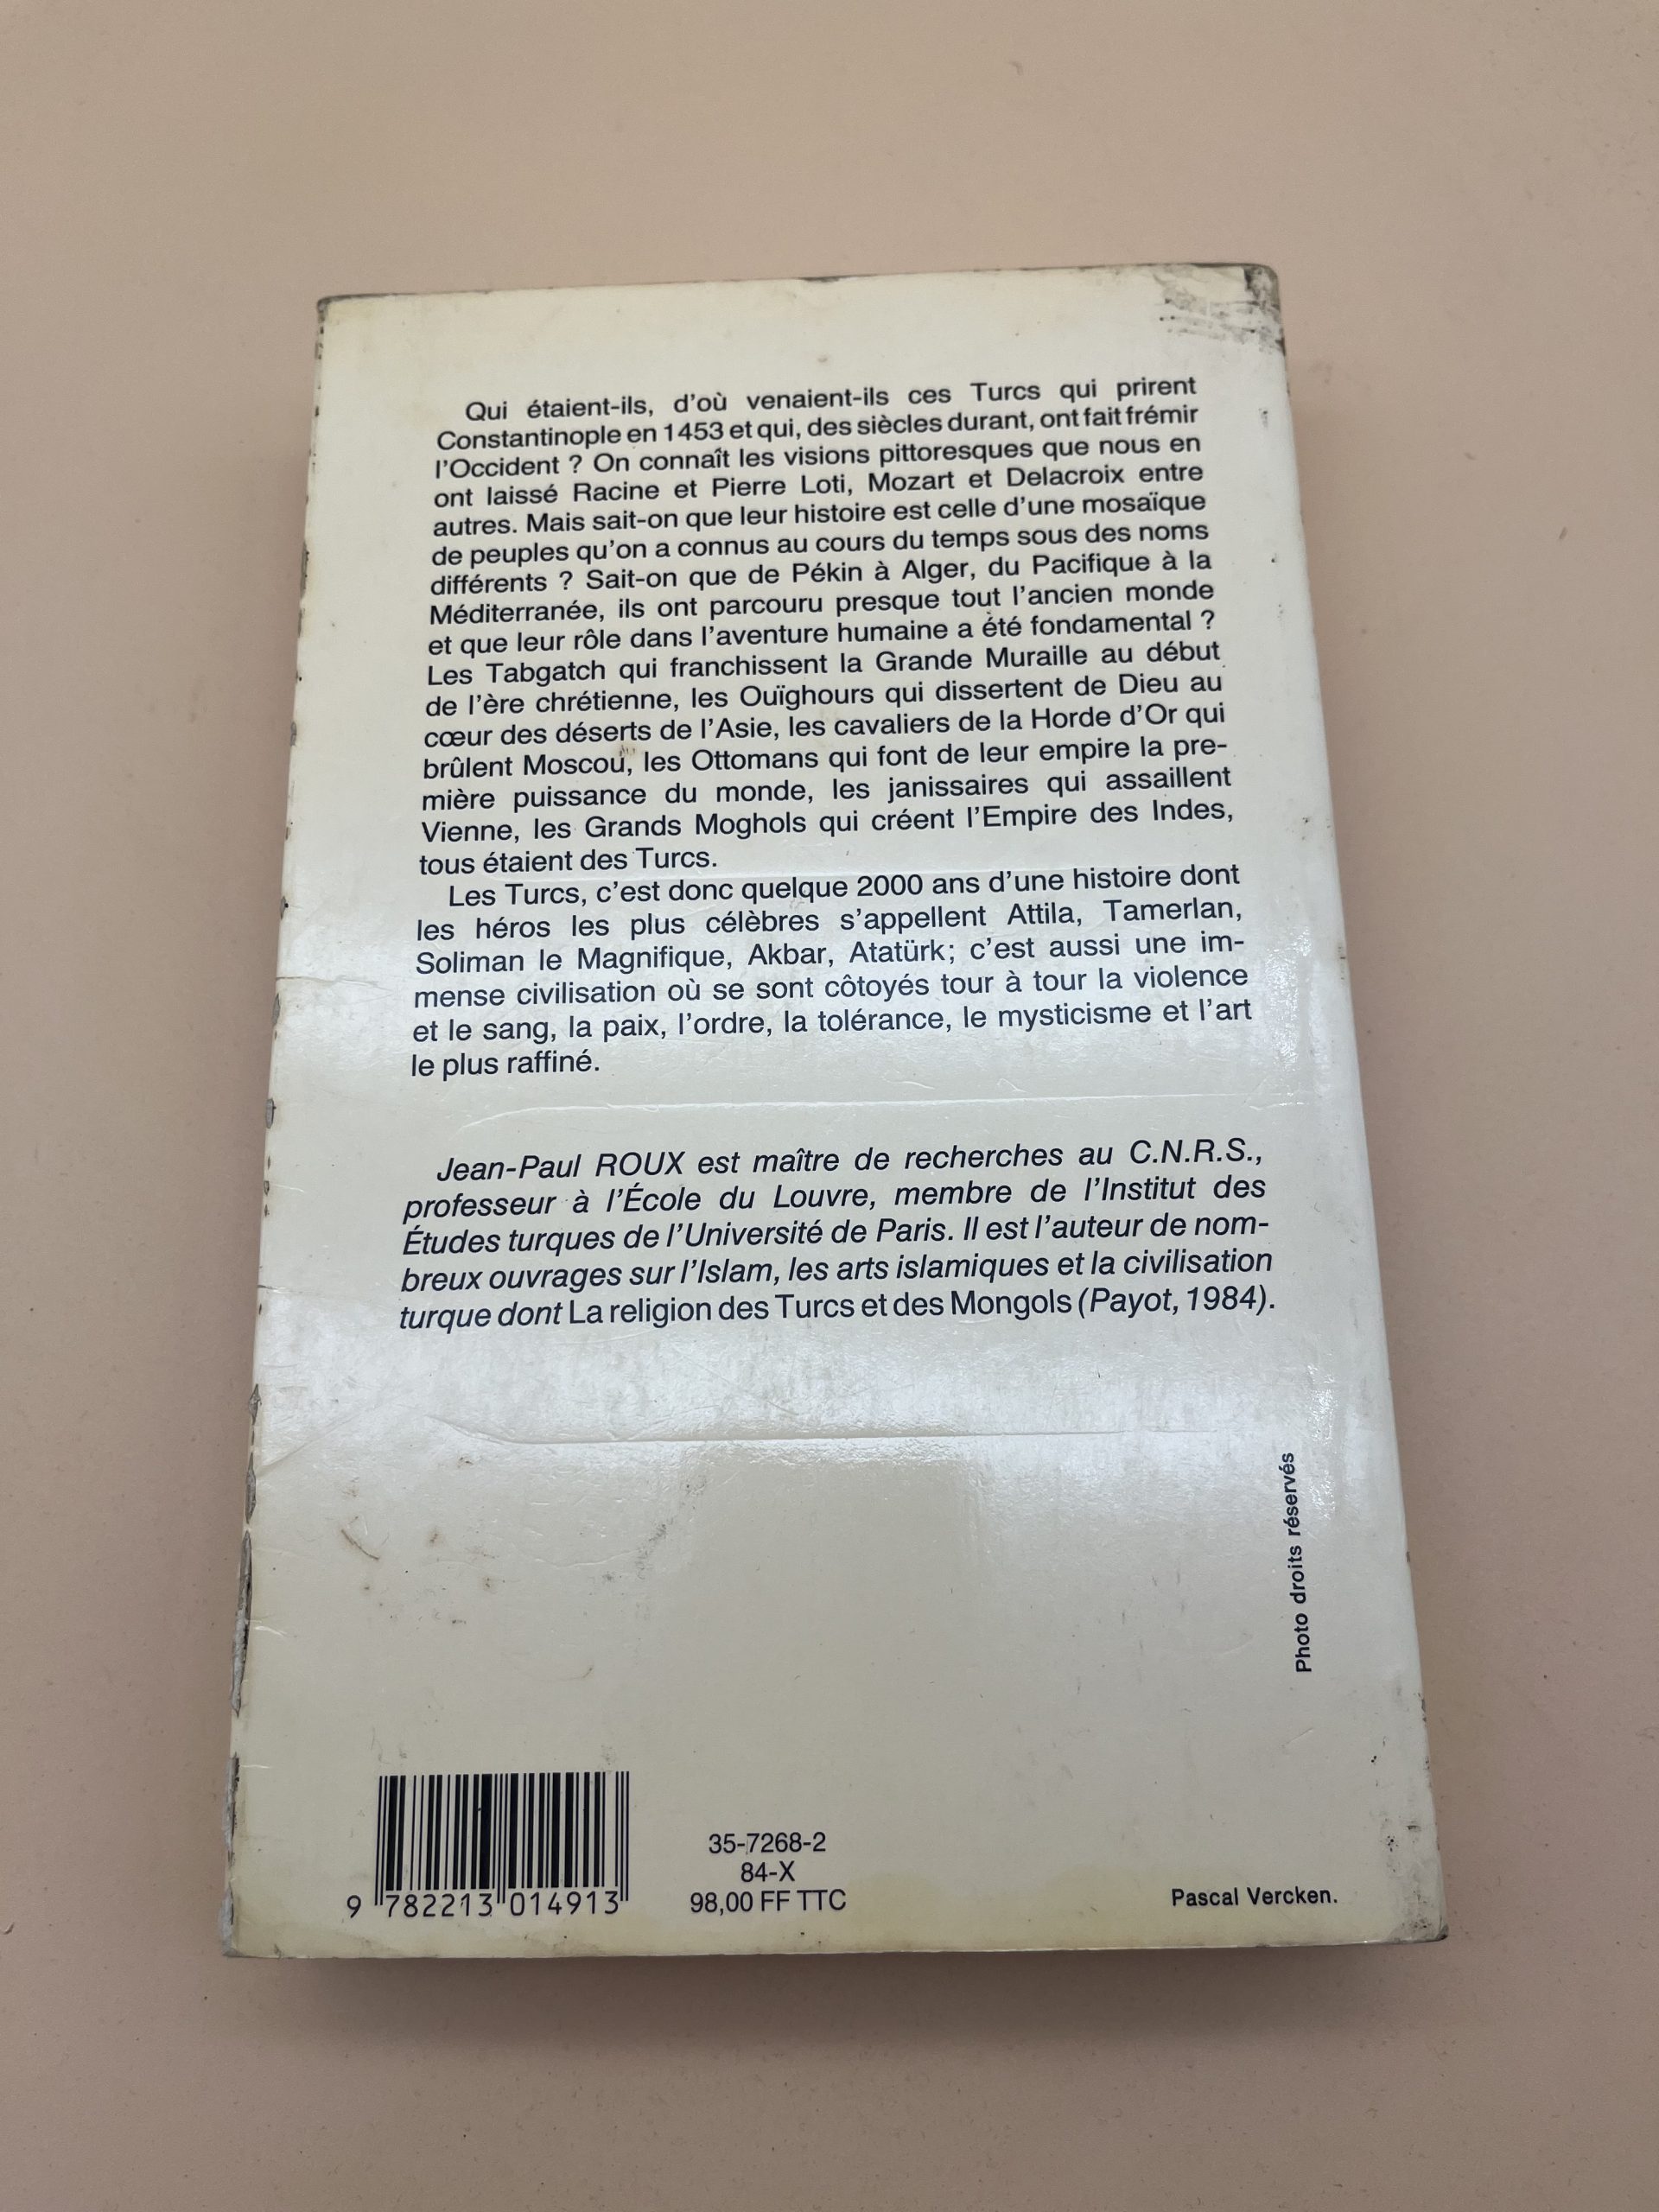 Qui étaient-ils, d'où venaient-ils ces Turcs qui prirent
Constantinople en 1453 et qui, des siècles durant, ont fait frémir
l'Occident ? On connaît les visions pittoresques que nous en
ont laissé Racine et Pierre Loti, Mozart et Delacroix entre
autres. Mais sait-on que leur histoire est celle d'une mosaïque
de peuples qu'on a connus au cours du temps sous des noms
différents ? Sait-on que de Pékin à Alger, du Pacifique à la
Méditerranée, ils ont parcouru presque tout l'ancien monde
et que leur rôle dans l'aventure humaine a été fondamental ?
Les Tabgatch qui franchissent la Grande Muraille au début
de l'ère chrétienne, les Ouïghours qui dissertent de Dieu au
cœur des déserts de l'Asie, les cavaliers de la Horde d'Or qui
brûlent Moscou, les Ottomans qui font de leur empire la pre-
mière puissance du monde, les janissaires qui assaillent
Vienne, les Grands Moghols qui créent l'Empire des Indes,
tous étaient des Turcs.
Les Turcs, c'est donc quelque 2000 ans d'une histoire dont
les héros les plus célèbres s'appellent Attila, Tamerlan,
Soliman le Magnifique, Akbar, Atatürk; c'est aussi une im-
mense civilisation où se sont côtoyés tour à tour la violence
et le sang, la paix, l'ordre, la tolérance, le mysticisme et l'art
le plus raffiné.
Jean-Paul ROUX est maître de recherches au C.N.R.S.,
professeur à l'École du Louvre, membre de l'Institut des
Études turques de l'Université de Paris. Il est l'auteur de nom-
breux ouvrages sur l'Islam, les arts islamiques et la civilisation
turque dont La religion des Turcs et des Mongols (Payot, 1984).
Photo droits réservés
9 782213 014913
35-7268-2
84-X
98,00 FF TTC
Pascal Vercken.